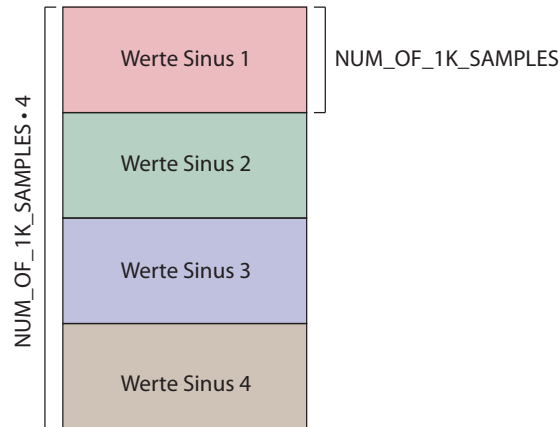 NUM_OF_1K_SAMPLES • 4
Werte Sinus 1
NUM_OF_1K_SAMPLES
Werte Sinus 2
Werte Sinus 3
Werte Sinus 4